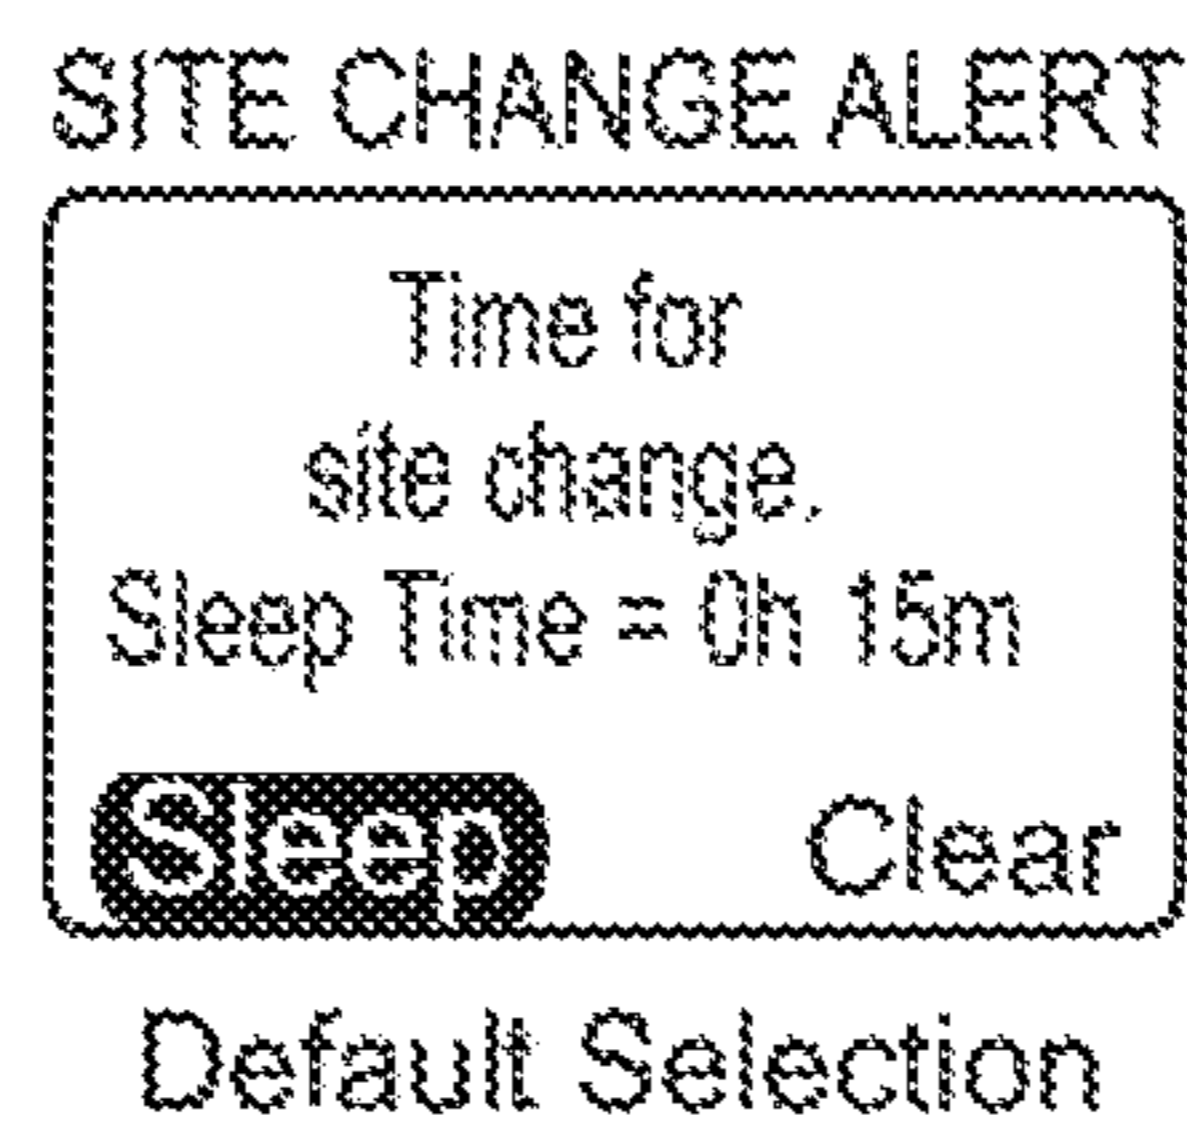 SITE CHANGE ALERT
Time for
site change.
Sleep Time = 0h 15m
Sleep Clear
Default Selection